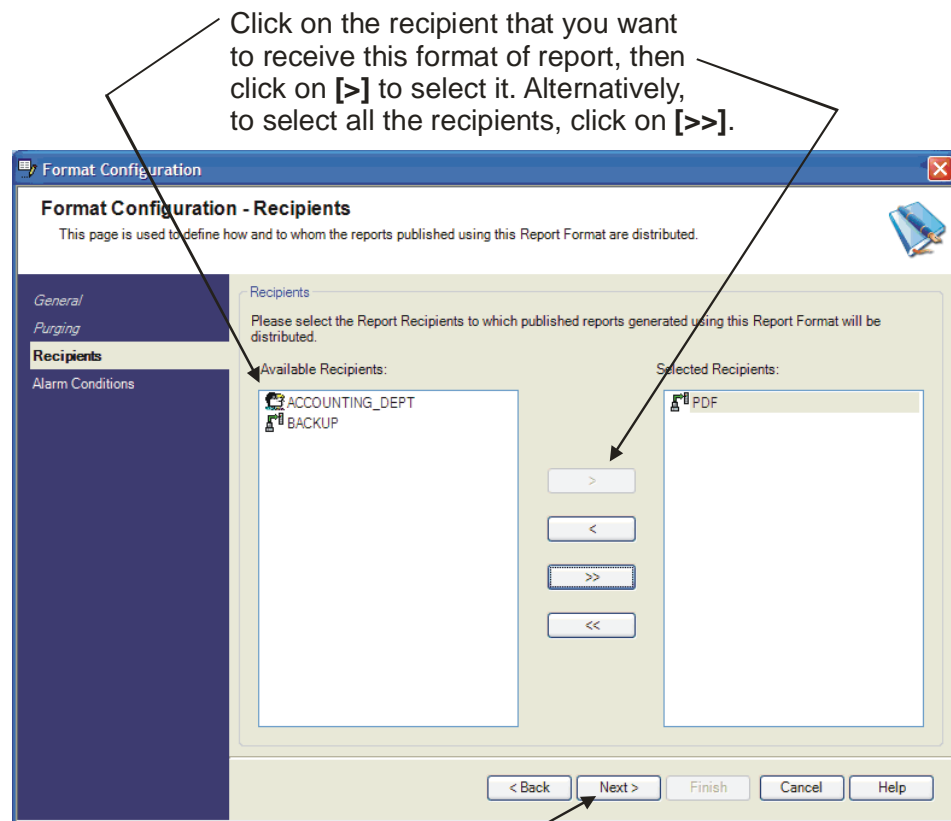 Click on the recipient that you want
to receive this format of report, then
click on [>] to select it. Alternatively,
to select all the recipients, click on [>>].
Format Configuration
Format Configuration - Recipients
This page is used to define how and to whom the reports published using this Report Format are distributed.
General
Purging
Recipients
Alarm Conditions
Recipients
Please select the Report Recipients to which published reports generated using this Report Format will be
distributed.
Available Recipients:
Selected Recipients:
ACCOUNTING_DEPT
BACKUP
PDF
>
<
>>
<<
< Back
Next >
Finish
Cancel
Help